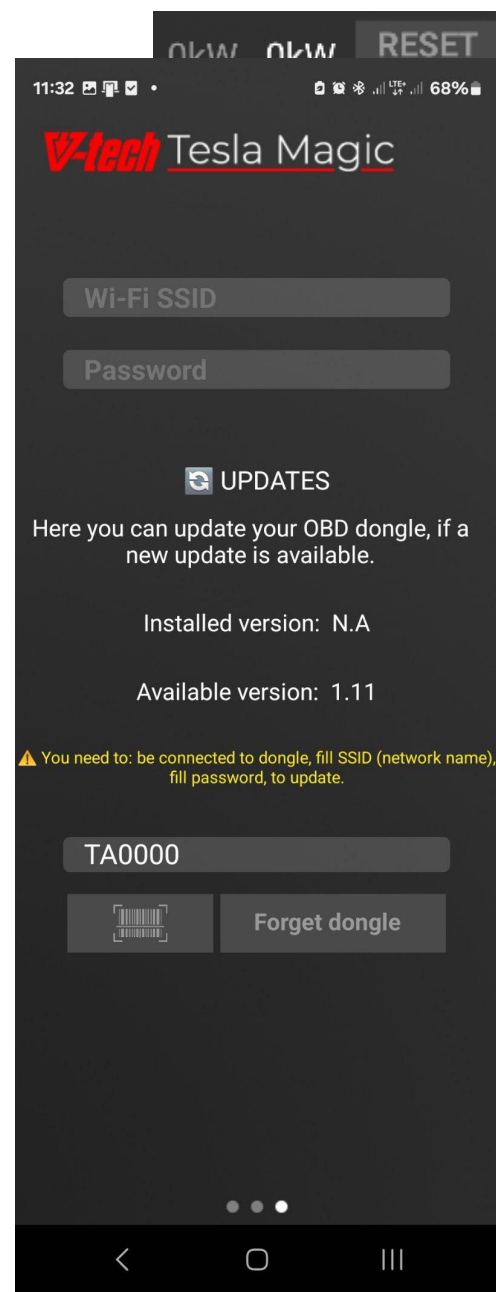 0kW 0kW RESET
11:32 68%
V-tech Tesla Magic
Wi-Fi SSID
Password
UPDATES
Here you can update your OBD dongle, if a
new update is available.
Installed version: N.A
Available version: 1.11
You need to: be connected to dongle, fill SSID (network name),
fill password, to update.
TA0000
Forget dongle